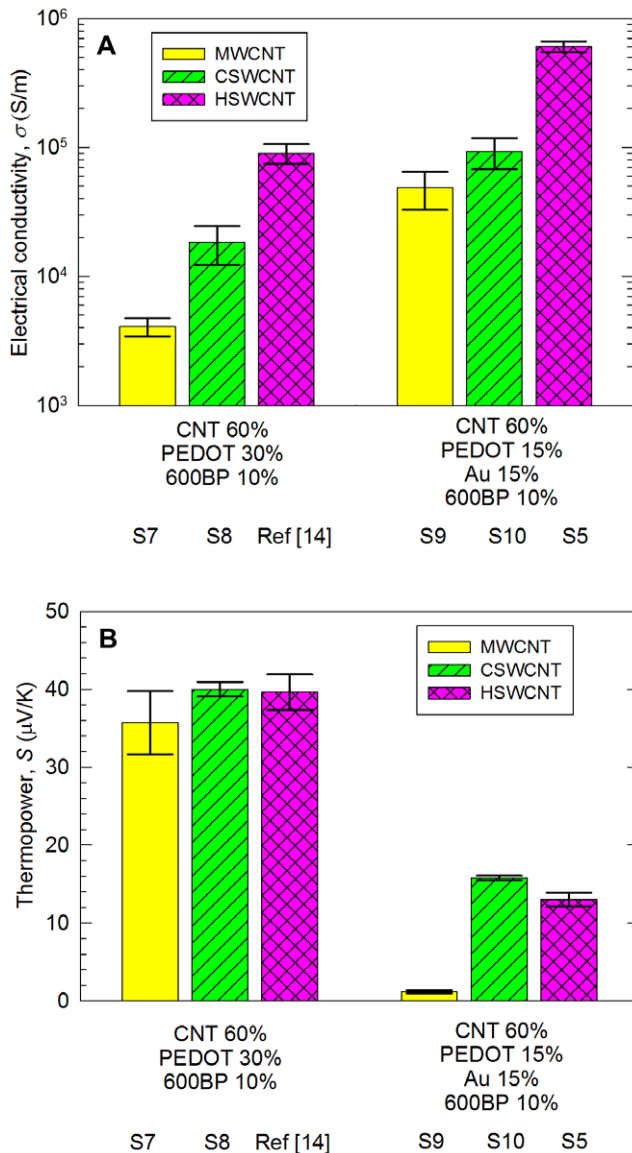 A
MWCNT
CSWCNT
HSWCNT
Electrical conductivity, σ (S/m)
10⁶
10⁵
10⁴
10³
CNT 60%
PEDOT 30%
600BP 10%
CNT 60%
PEDOT 15%
Au 15%
600BP 10%
S7 S8 Ref [14] S9 S10 S5
B
MWCNT
CSWCNT
HSWCNT
Thermopower, S (μV/K)
50
40
30
20
10
0
CNT 60%
PEDOT 30%
600BP 10%
CNT 60%
PEDOT 15%
Au 15%
600BP 10%
S7 S8 Ref [14] S9 S10 S5